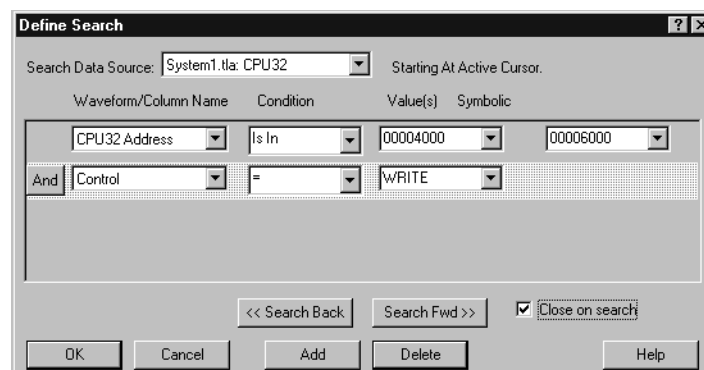 Define Search
Search Data Source: System1.tla: CPU32 Starting At Active Cursor.
Waveform/Column Name Condition Value(s) Symbolic
CPU32 Address Is In 00004000 00006000
And Control = WRITE
<< Search Back Search Fwd >> Close on search
OK Cancel Add Delete Help